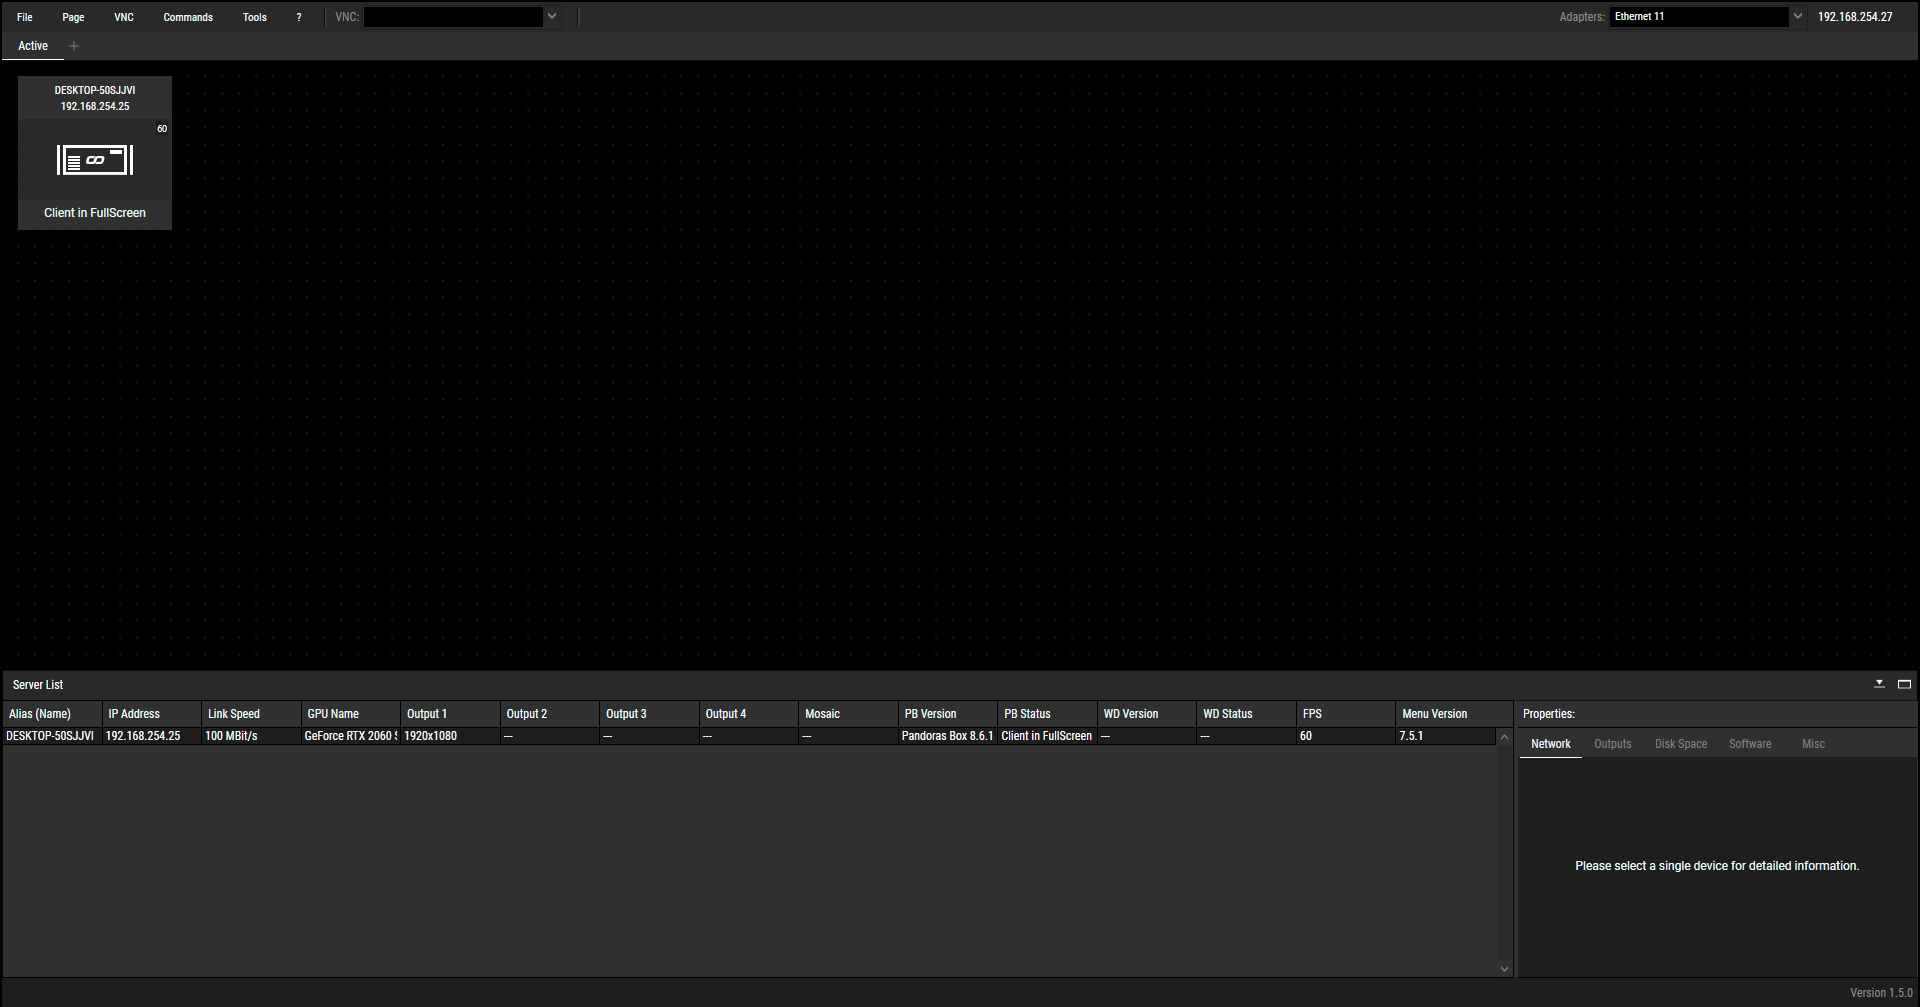 File Page VNC Commands Tools ? VNC: Adapters: Ethernet 11 192.168.254.27
Active +
DESKTOP-50SJJVI
192.168.254.25
60
Client in FullScreen
Server List
Alias (Name) IP Address Link Speed GPU Name Output 1 Output 2 Output 3 Output 4 Mosaic PB Version PB Status WD Version WD Status FPS Menu Version Properties:
DESKTOP-50SJJVI 192.168.254.25 100 MBit/s GeForce RTX 2060 S 1920x1080 --- --- --- --- Pandoras Box 8.6.1 Client in FullScreen --- --- 60 7.5.1
Network Outputs Disk Space Software Misc
Please select a single device for detailed information.
Version 1.5.0